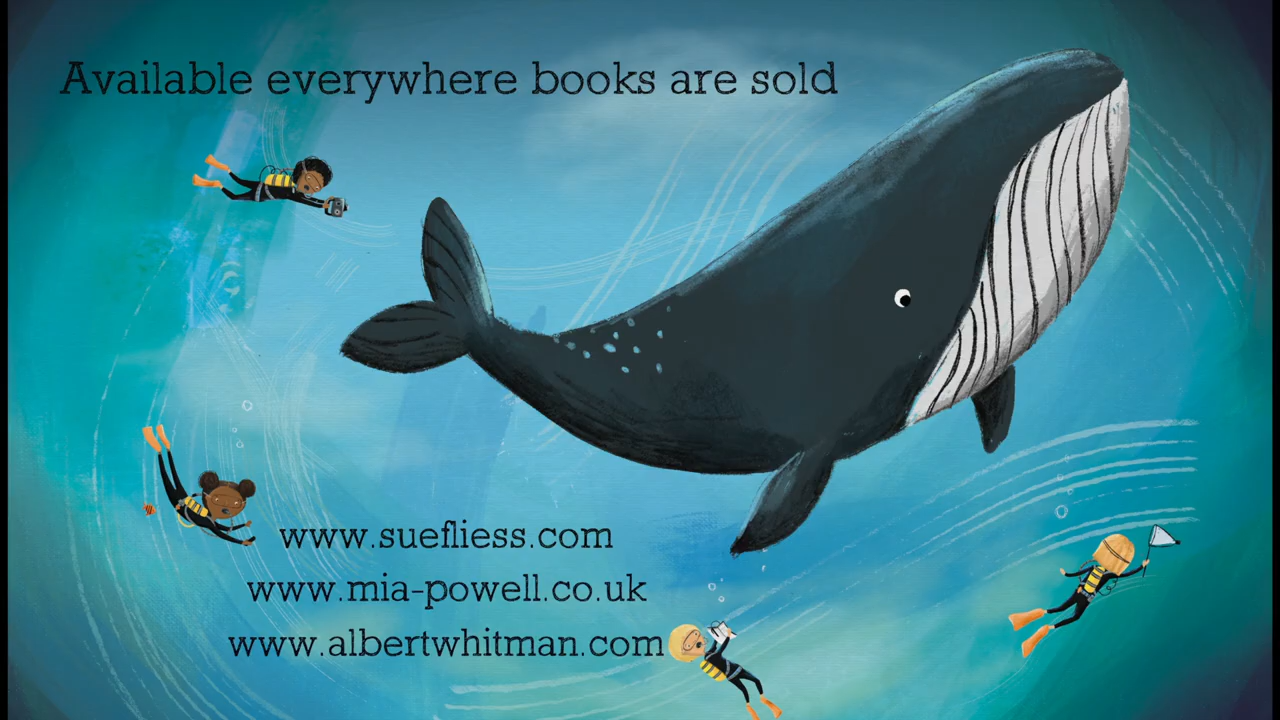 Available everywhere books are sold
www.suefliess.com
www.mia-powell.co.uk
www.albertwhitman.com